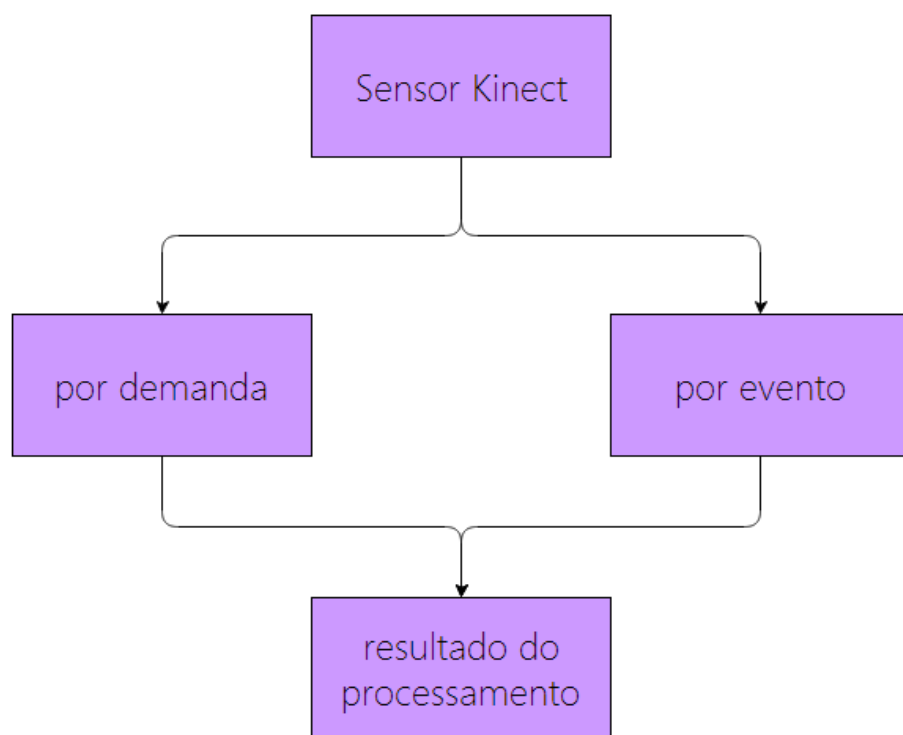 Sensor Kinect
por demanda
por evento
resultado do
processamento